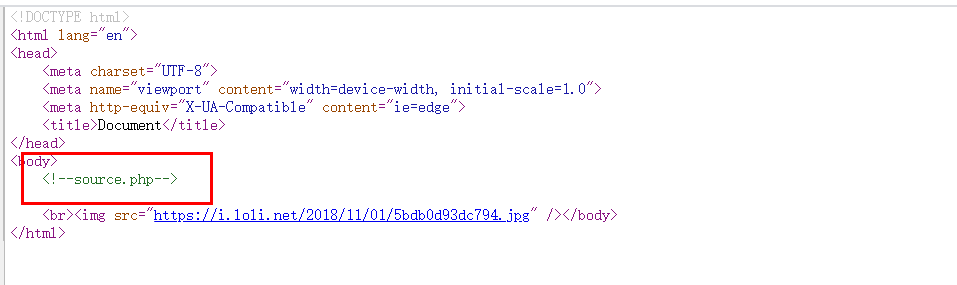 <!DOCTYPE html>
<html lang="en">
<head>
    <meta charset="UTF-8">
    <meta name="viewport" content="width=device-width, initial-scale=1.0">
    <meta http-equiv="X-UA-Compatible" content="ie=edge">
    <title>Document</title>
</head>
<body>
    <!--source.php-->
    <br><img src="https://i.loli.net/2018/11/01/5bdb0d93dc794.jpg" /></body>
</html>